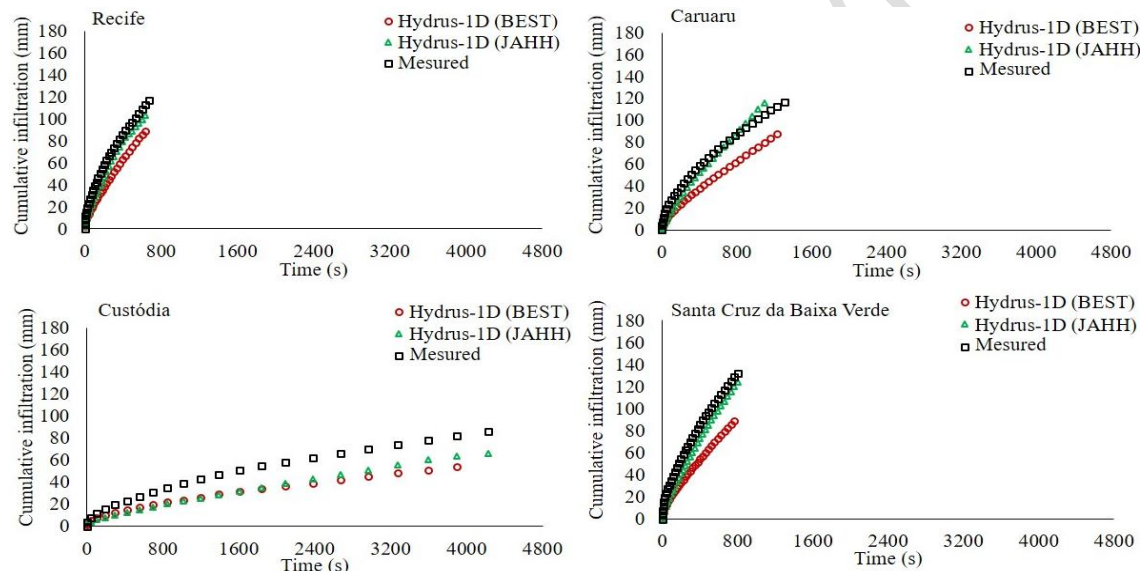 Recife
Hydrus-1D (BEST)
Hydrus-1D (JAHH)
Mesured
Cumulative infiltration (mm)
180
160
140
120
100
80
60
40
20
0
0 800 1600 2400 3200 4000 4800
Time (s)
Caruaru
Hydrus-1D (BEST)
Hydrus-1D (JAHH)
Mesured
Cumulative infiltration (mm)
180
160
140
120
100
80
60
40
20
0
0 800 1600 2400 3200 4000 4800
Time (s)
Custódia
Hydrus-1D (BEST)
Hydrus-1D (JAHH)
Mesured
Cumulative infiltration (mm)
180
160
140
120
100
80
60
40
20
0
0 800 1600 2400 3200 4000 4800
Time (s)
Santa Cruz da Baixa Verde
Hydrus-1D (BEST)
Hydrus-1D (JAHH)
Mesured
Cumulative infiltration (mm)
180
160
140
120
100
80
60
40
20
0
0 800 1600 2400 3200 4000 4800
Time (s)